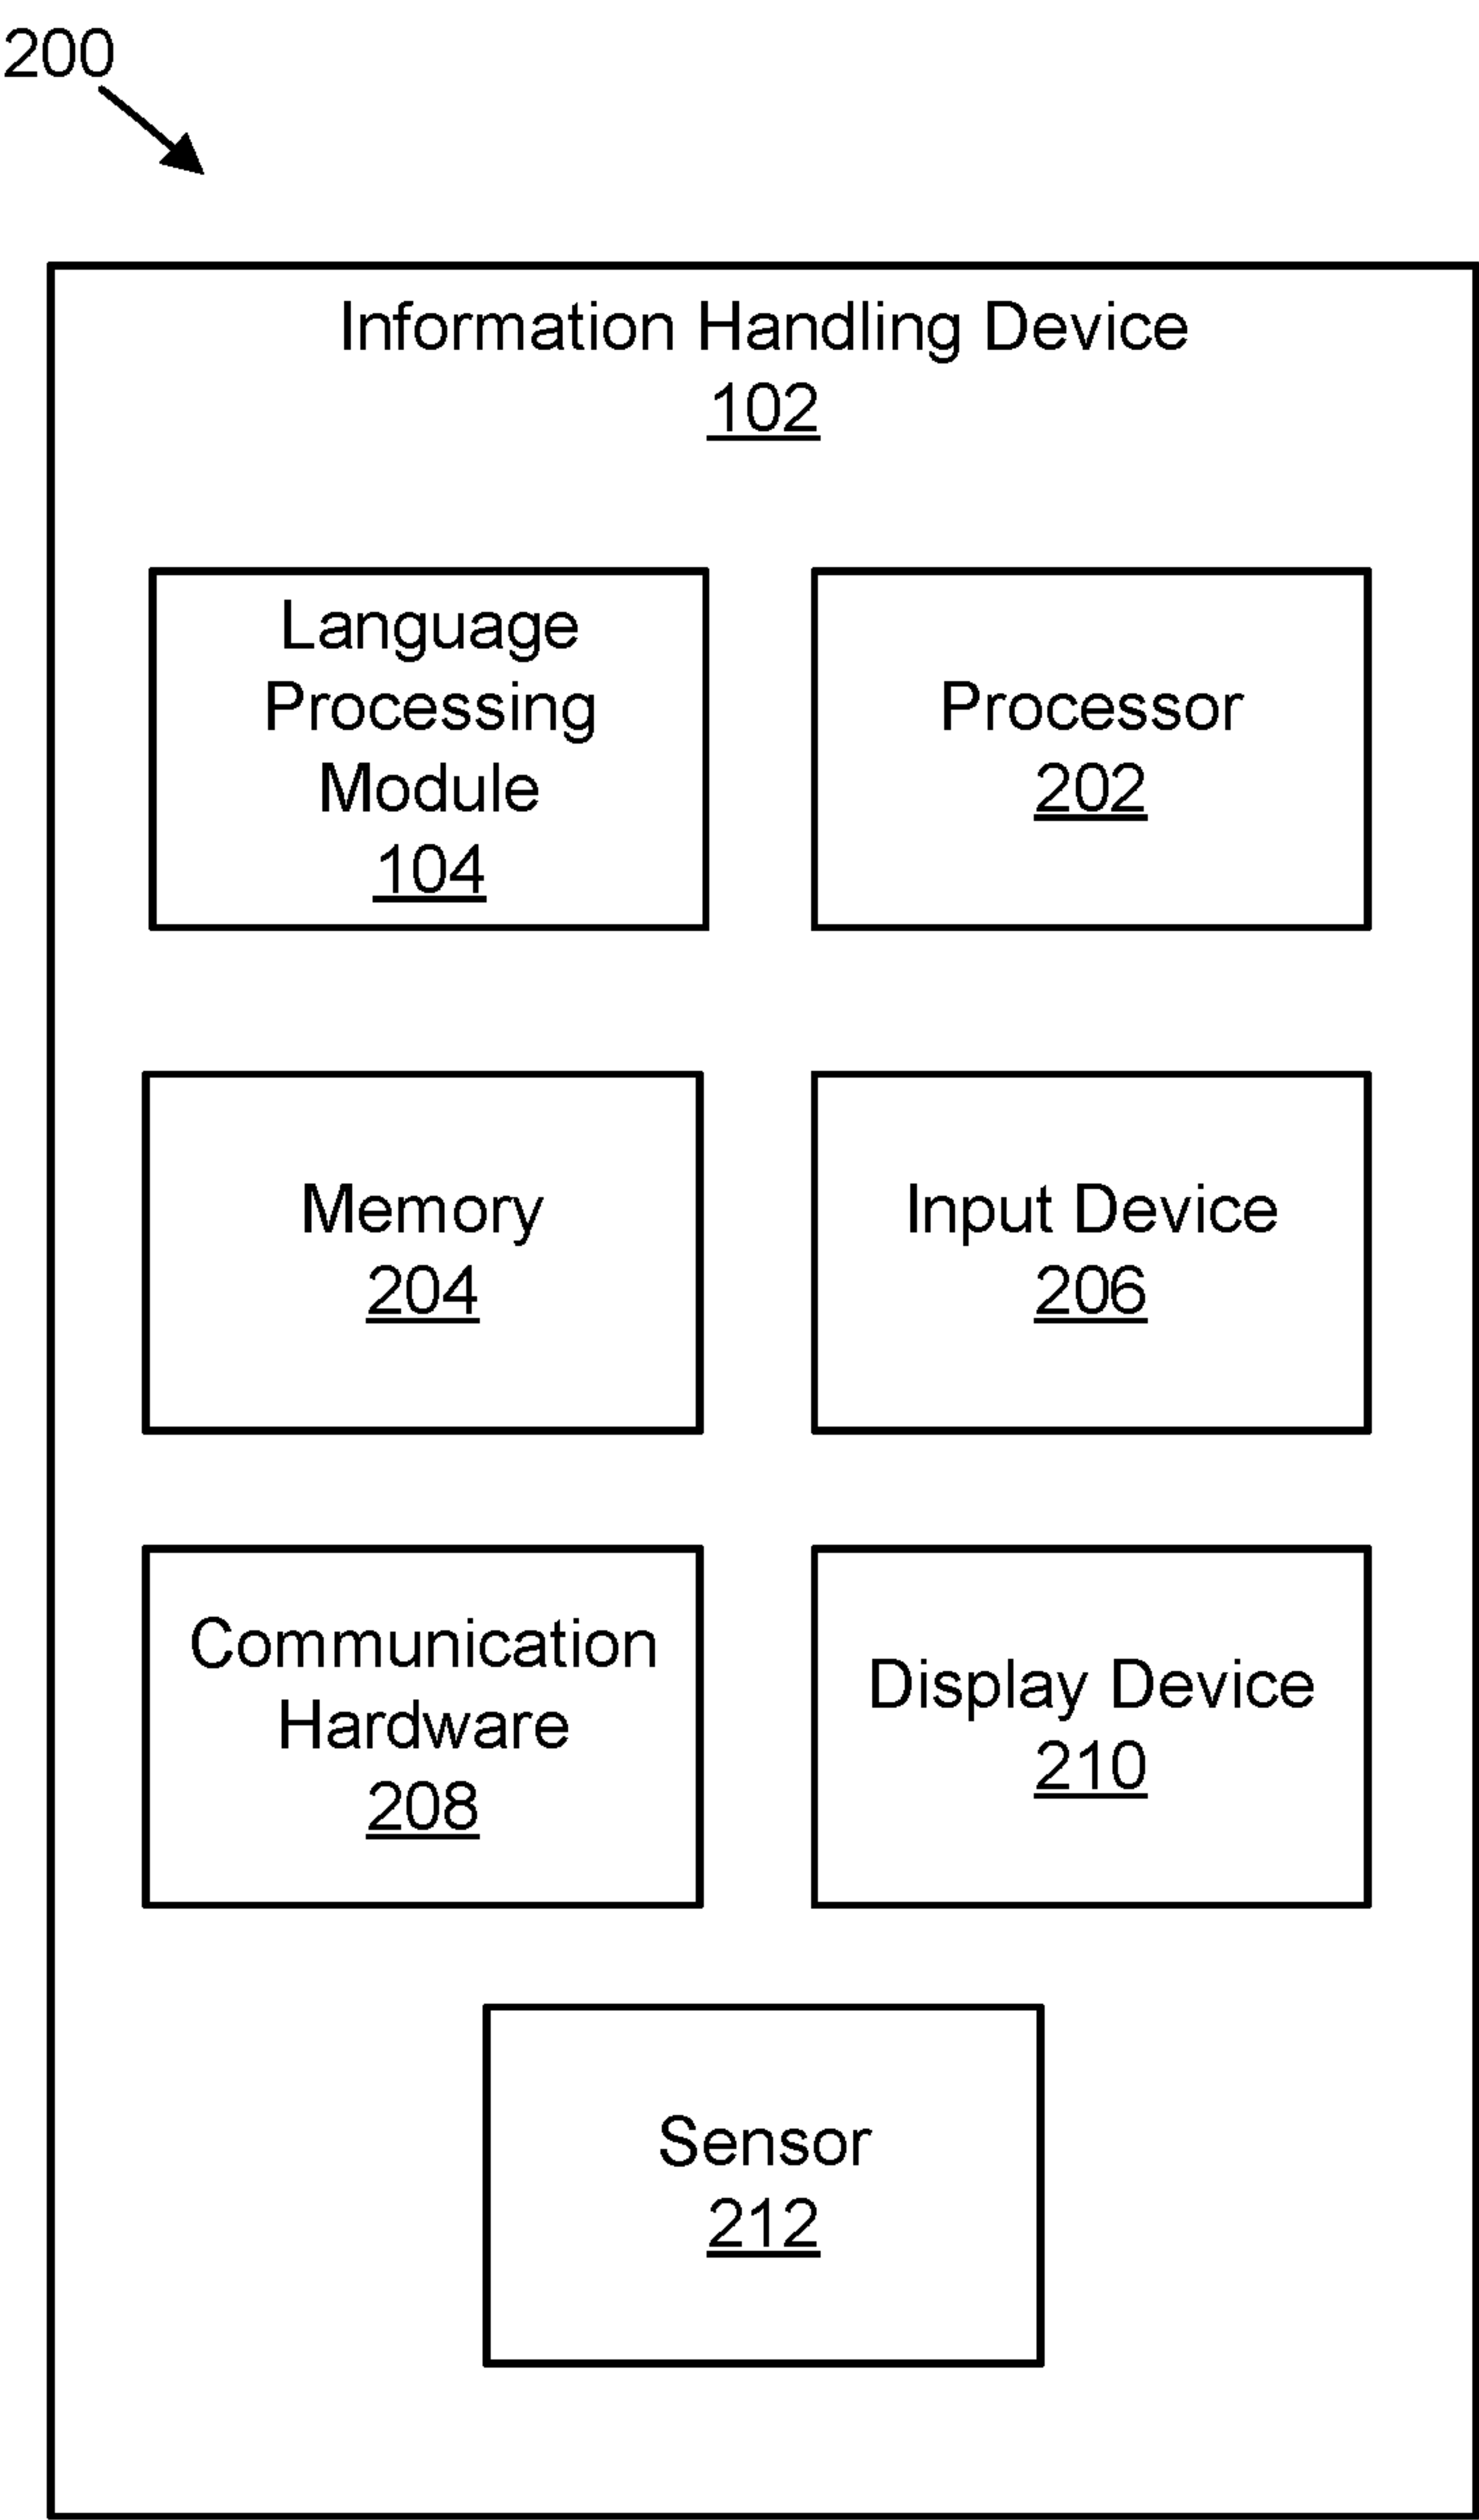 200
Information Handling Device
102
Language
Processing
Module
104
Processor
202
Memory
204
Input Device
206
Communication
Hardware
208
Display Device
210
Sensor
212